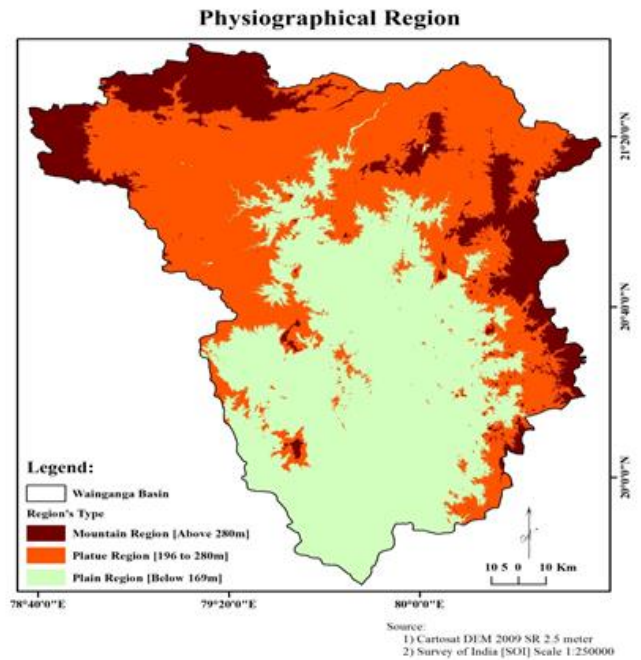 Physiographical Region
21°20'0"N
20°40'0"N
20°0'0"N
Legend:
Wainganga Basin
Region's Type
Mountain Region [Above 280m]
Platue Region [196 to 280m]
Plain Region [Below 169m]
10 5 0 10 Km
78°40'0"E
79°20'0"E
80°0'0"E
Source:
1) Cartosat DEM 2009 SR 2.5 meter
2) Survey of India [SOI] Scale 1:250000